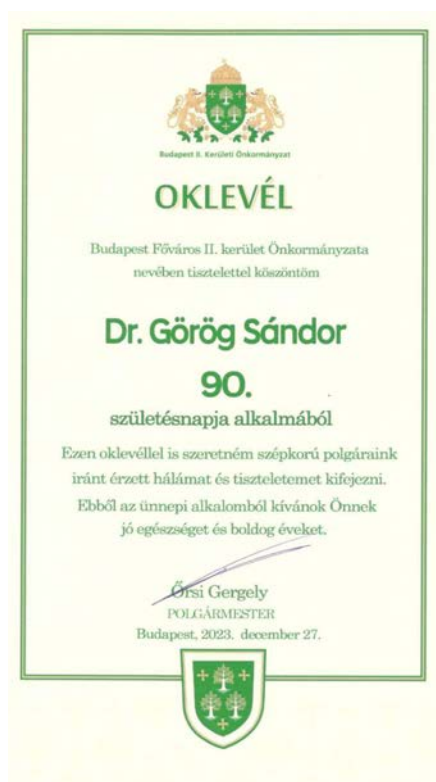 Budapest II. Kerületi Önkormányzat
OKLEVÉL
Budapest Főváros II. kerület Önkormányzata
nevében tisztelettel köszöntöm
Dr. Görög Sándor
90.
születésnapja alkalmából
Ezen oklevéllel is szeretném szépkorú polgáraink
iránt érzett hálámat és tiszteletemet kifejezni.
Ebből az ünnepi alkalomból kívánok Önnek
jó egészséget és boldog éveket.
Őrsi Gergely
POLGÁRMESTER
Budapest, 2023. december 27.